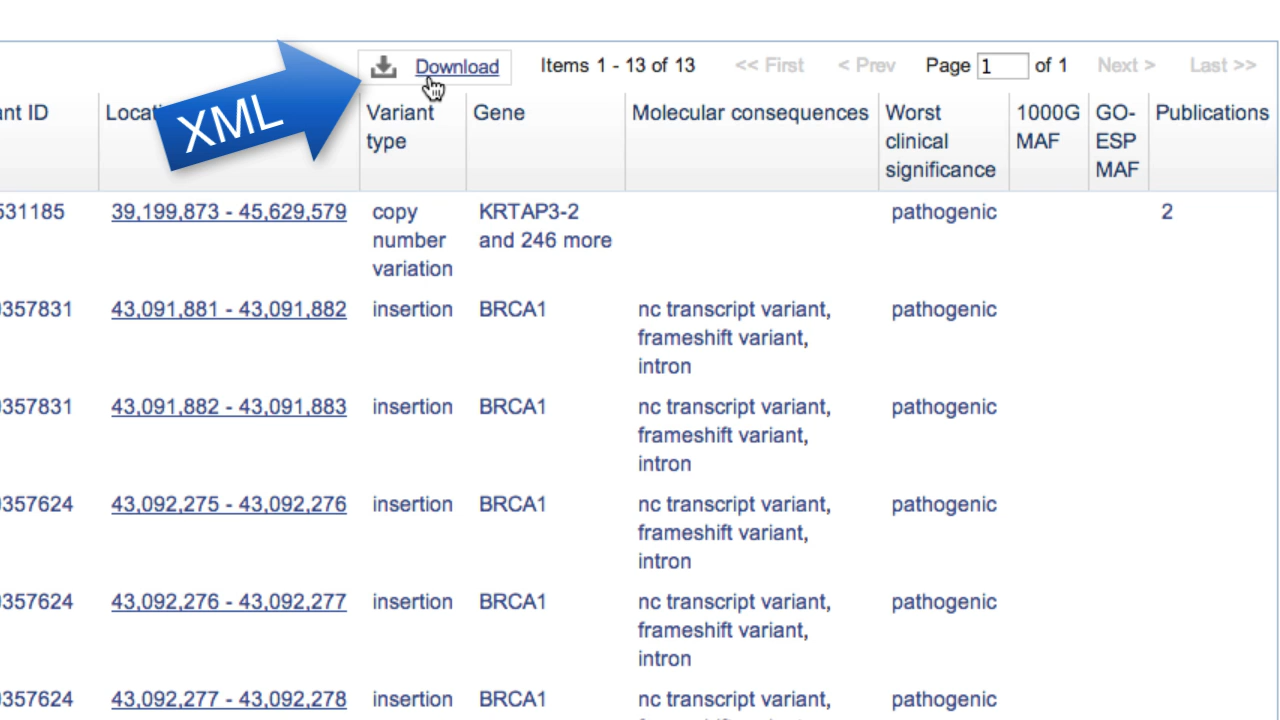 Download Items 1 - 13 of 13 << First < Prev Page 1 of 1 Next > Last >>
XML
ID Variant Gene Molecular consequences Worst 1000G GO- Publications
type clinical MAF ESP
significance MAF
531185 39,199,873 - 45,629,579 copy KRTAP3-2 pathogenic 2
number and 246 more
variation
357831 43,091,881 - 43,091,882 insertion BRCA1 nc transcript variant, pathogenic
frameshift variant,
intron
357831 43,091,882 - 43,091,883 insertion BRCA1 nc transcript variant, pathogenic
frameshift variant,
intron
357624 43,092,275 - 43,092,276 insertion BRCA1 nc transcript variant, pathogenic
frameshift variant,
intron
357624 43,092,276 - 43,092,277 insertion BRCA1 nc transcript variant, pathogenic
frameshift variant,
intron
357624 43,092,277 - 43,092,278 insertion BRCA1 nc transcript variant, pathogenic